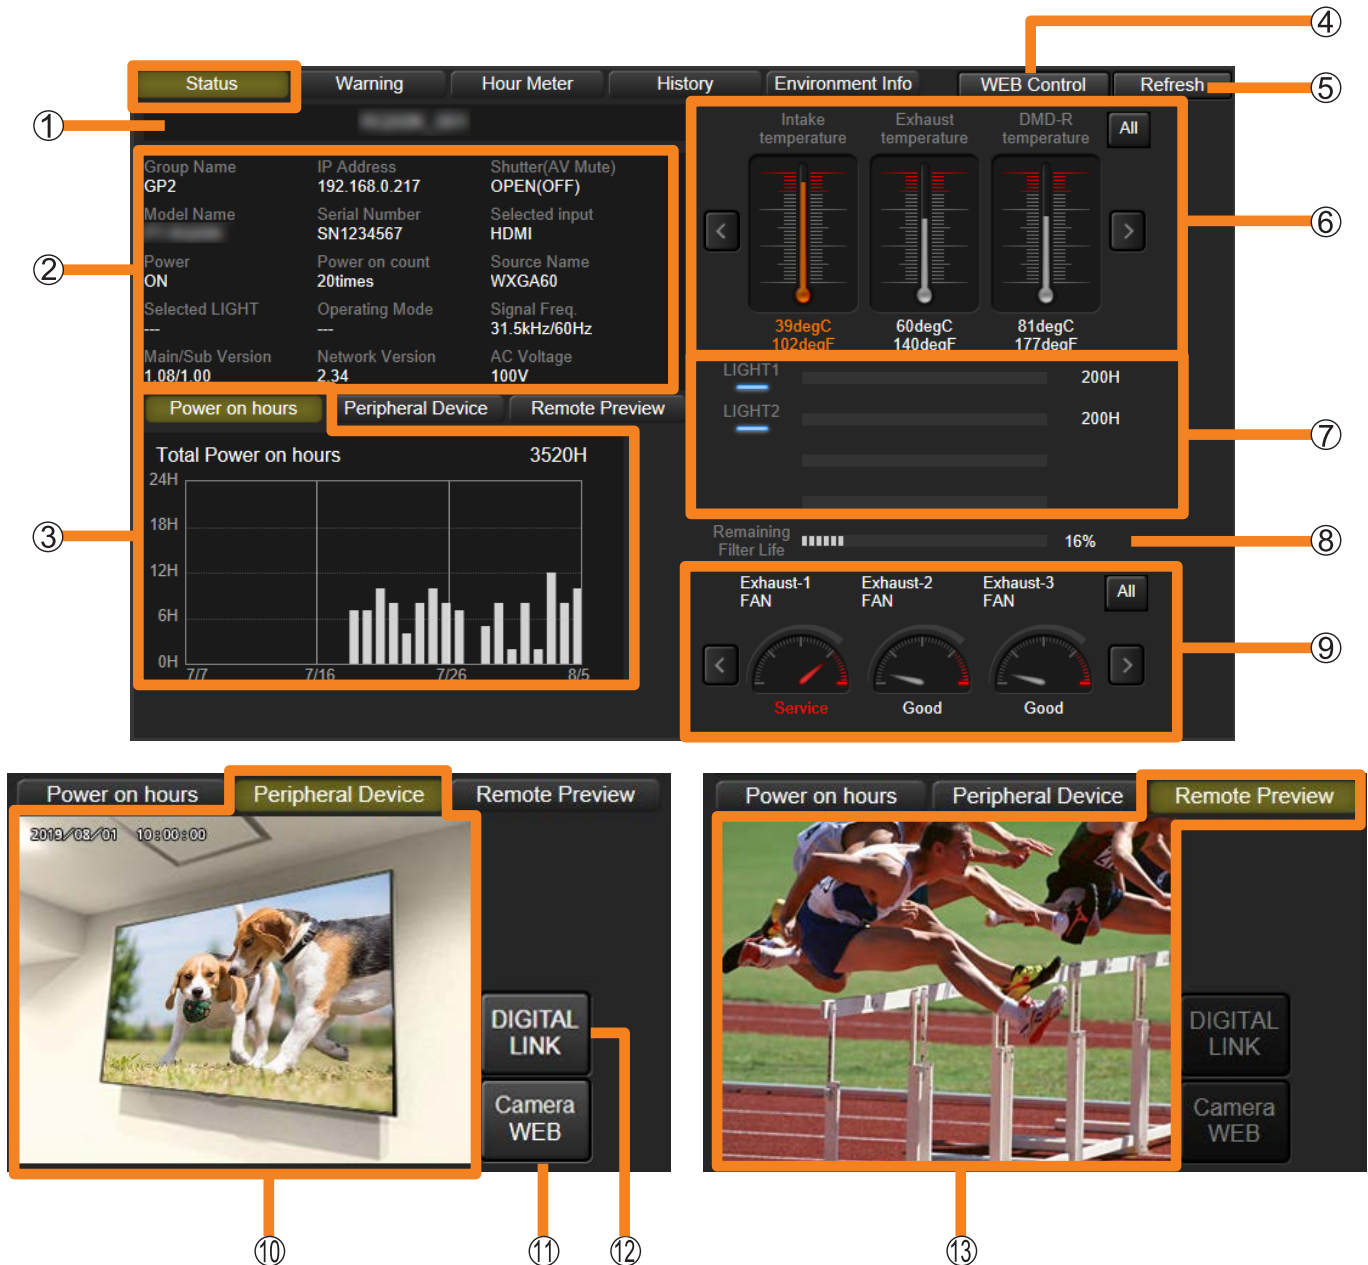 ④
Status Warning Hour Meter History Environment Info WEB Control Refresh
⑤
①
Intake temperature Exhaust temperature DMD-R temperature All
Group Name IP Address Shutter(AV Mute)
GP2 192.168.0.217 OPEN(OFF)
Model Name Serial Number Selected input
SN1234567 HDMI
Power Power on count Source Name
ON 20times WXGA60
Selected LIGHT Operating Mode Signal Freq.
--- --- 31.5kHz/60Hz
Main/Sub Version Network Version AC Voltage
1.08/1.00 2.34 100V
②
< >
⑥
39degC 60degC 81degC
102degF 140degF 177degF
LIGHT1 200H
LIGHT2 200H
⑦
Power on hours Peripheral Device Remote Preview
Total Power on hours 3520H
24H
18H
12H
6H
0H
7/7 7/16 7/26 8/5
③
Remaining
Filter Life 16%
⑧
Exhaust-1 FAN Exhaust-2 FAN Exhaust-3 FAN All
< >
Service Good Good
⑨
Power on hours Peripheral Device Remote Preview
2019/08/01 10:00:00
DIGITAL
LINK
Camera
WEB
⑩ ⑪ ⑫
Power on hours Peripheral Device Remote Preview
DIGITAL
LINK
Camera
WEB
⑬